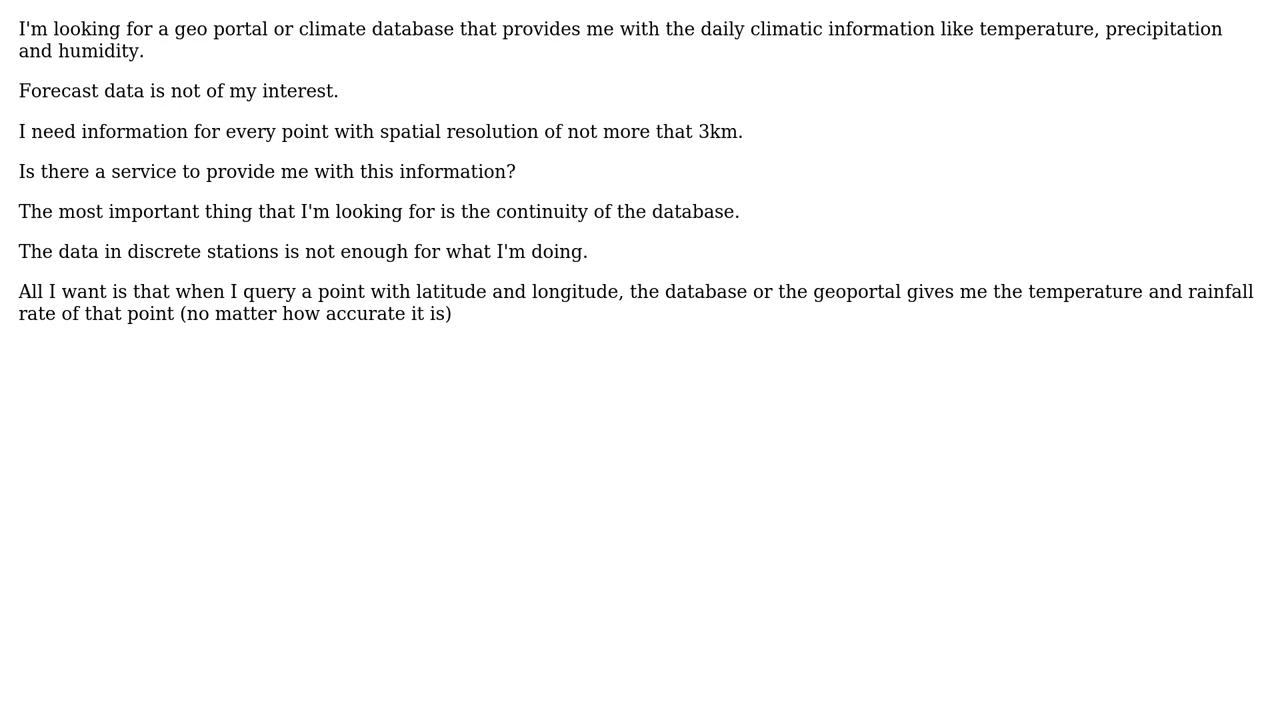 I'm looking for a geo portal or climate database that provides me with the daily climatic information like temperature, precipitation
and humidity.
Forecast data is not of my interest.
I need information for every point with spatial resolution of not more that 3km.
Is there a service to provide me with this information?
The most important thing that I'm looking for is the continuity of the database.
The data in discrete stations is not enough for what I'm doing.
All I want is that when I query a point with latitude and longitude, the database or the geoportal gives me the temperature and rainfall
rate of that point (no matter how accurate it is)